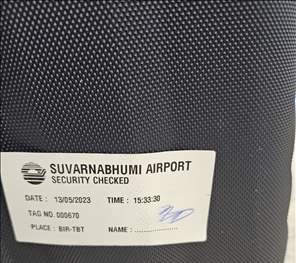 SUVARNABHUMI AIRPORT
SECURITY CHECKED
DATE : 13/05/2023 TIME : 15:33:30
TAG NO. 000670
PLACE : BIR-TBT NAME : ....................